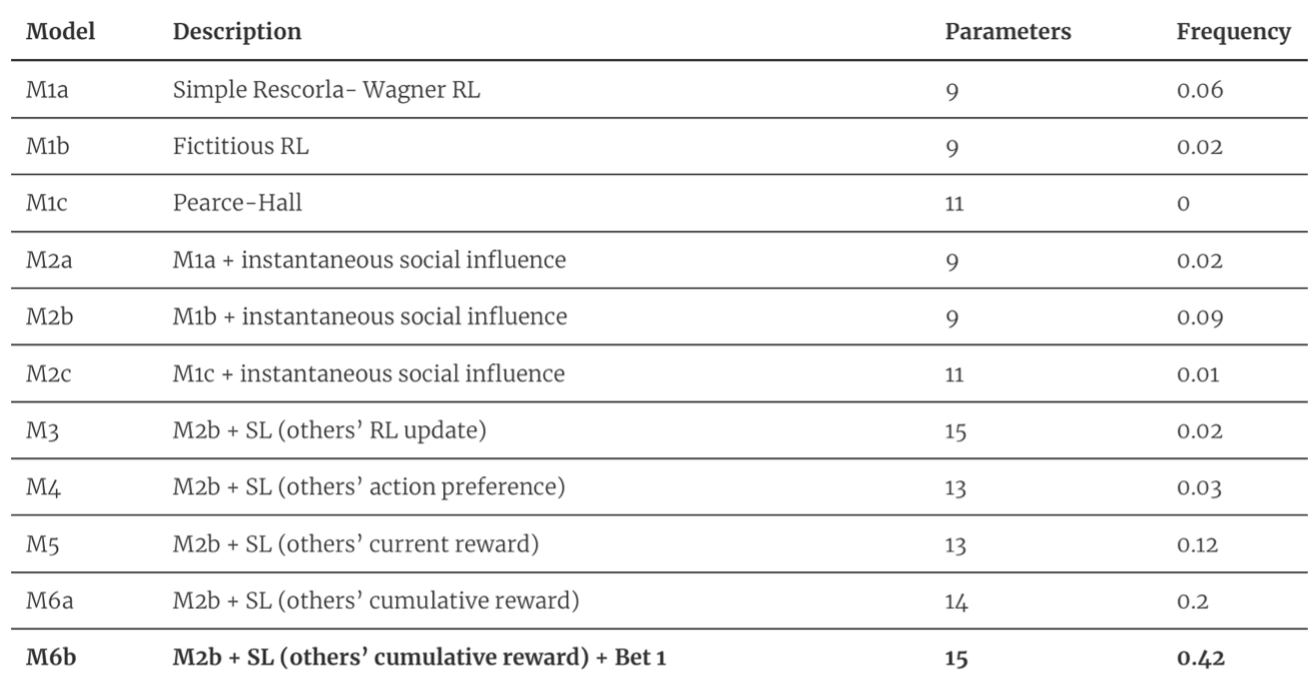 Model Description Parameters Frequency
M1a Simple Rescorla- Wagner RL 9 0.06
M1b Fictitious RL 9 0.02
M1c Pearce-Hall 11 0
M2a M1a + instantaneous social influence 9 0.02
M2b M1b + instantaneous social influence 9 0.09
M2c M1c + instantaneous social influence 11 0.01
M3 M2b + SL (others’ RL update) 15 0.02
M4 M2b + SL (others’ action preference) 13 0.03
M5 M2b + SL (others’ current reward) 13 0.12
M6a M2b + SL (others’ cumulative reward) 14 0.2
M6b M2b + SL (others’ cumulative reward) + Bet 1 15 0.42